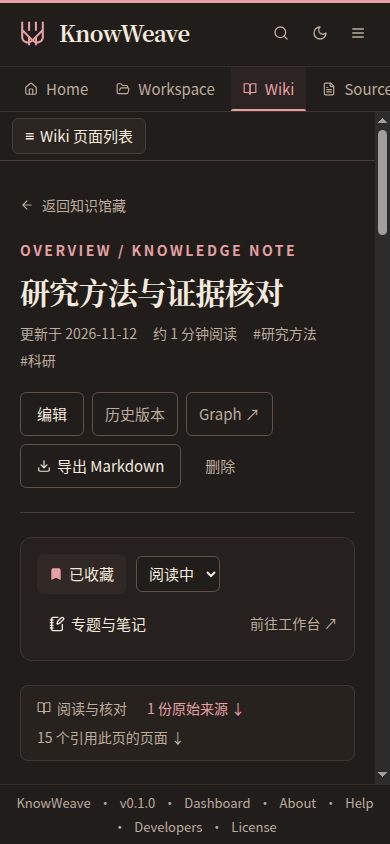 KnowWeave
Home Workspace Wiki Source
≡ Wiki 页面列表
← 返回知识馆藏
OVERVIEW / KNOWLEDGE NOTE
研究方法与证据核对
更新于 2026-11-12 约 1 分钟阅读 #研究方法
#科研
编辑 历史版本 Graph ↗
导出 Markdown 删除
已收藏 阅读中
专题与笔记 前往工作台 ↗
阅读与核对 1 份原始来源 ↓
15 个引用此页的页面 ↓
KnowWeave • v0.1.0 • Dashboard • About • Help
• Developers • License